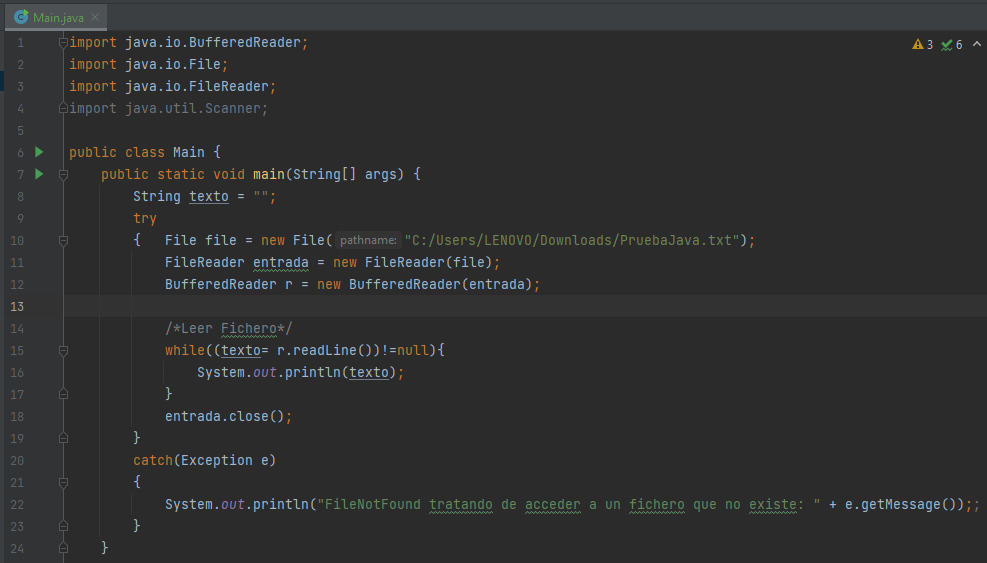 Main.java
3 6
1 import java.io.BufferedReader;
2 import java.io.File;
3 import java.io.FileReader;
4 import java.util.Scanner;
5
6 public class Main {
7 public static void main(String[] args) {
8 String texto = "";
9 try
10 { File file = new File( pathname: "C:/Users/LENOVO/Downloads/PruebaJava.txt");
11 FileReader entrada = new FileReader(file);
12 BufferedReader r = new BufferedReader(entrada);
13
14 /*Leer Fichero*/
15 while((texto= r.readLine())!=null){
16 System.out.println(texto);
17 }
18 entrada.close();
19 }
20 catch(Exception e)
21 {
22 System.out.println("FileNotFound tratando de acceder a un fichero que no existe: " + e.getMessage());;
23 }
24 }